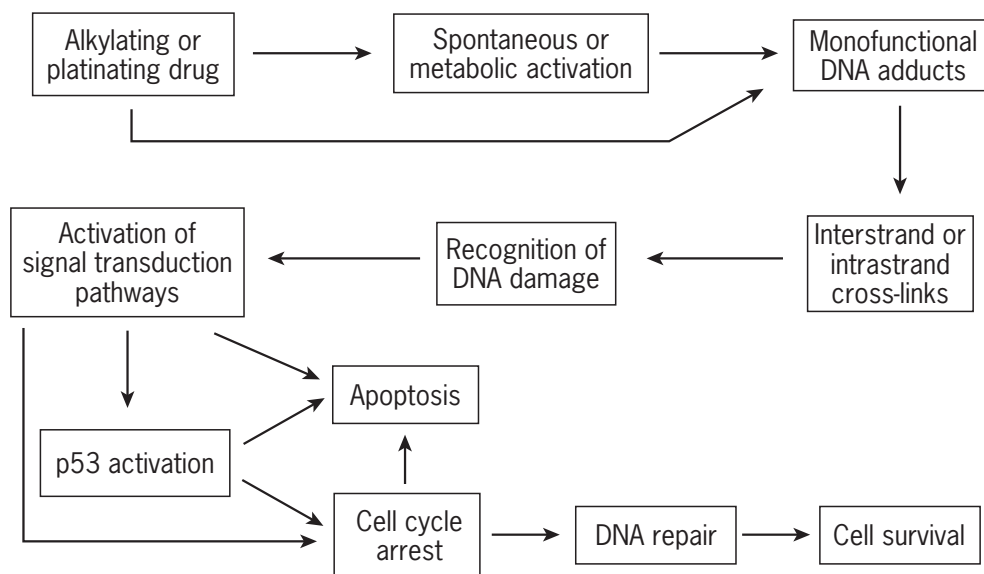 Alkylating or
platinating drug
Spontaneous or
metabolic activation
Monofunctional
DNA adducts
Activation of
signal transduction
pathways
Recognition of
DNA damage
Interstrand or
intrastrand
cross-links
Apoptosis
p53 activation
Cell cycle
arrest
DNA repair
Cell survival